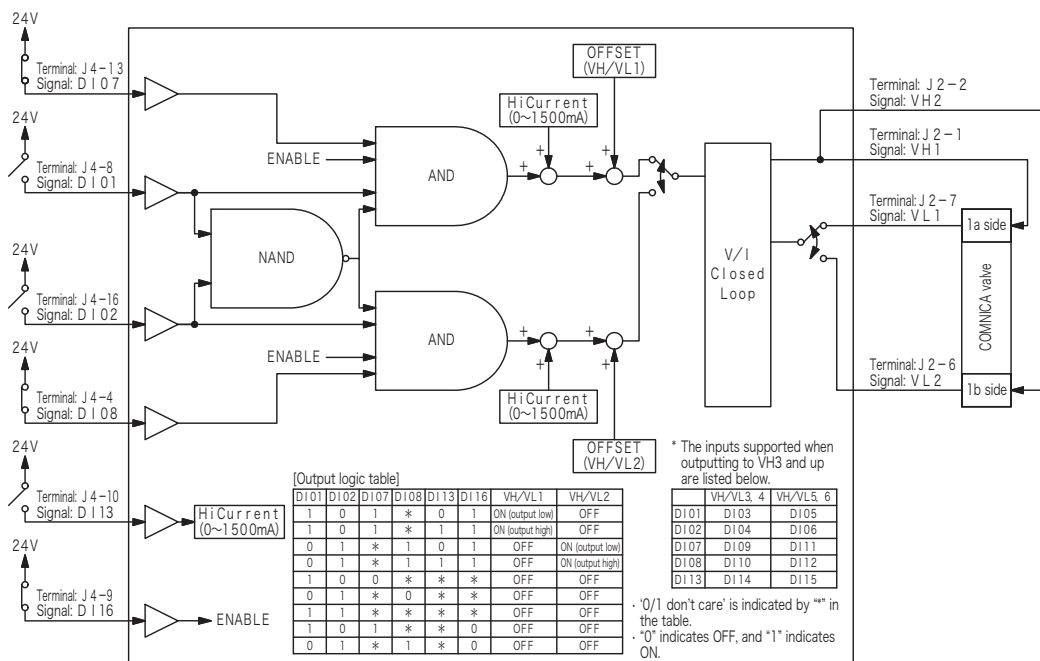 24V
Terminal: J4-13
Signal: DI07
24V
Terminal: J4-8
Signal: DI01
Terminal: J4-16
Signal: DI02
24V
24V
Terminal: J4-4
Signal: DI08
24V
Terminal: J4-10
Signal: DI13
24V
Terminal: J4-9
Signal: DI16
ENABLE
AND
NAND
ENABLE
AND
HiCurrent
(0~1500mA)
ENABLE
OFFSET
(VH/VL1)
HiCurrent
(0~1500mA)
+
+
+
+
+
+
+
+
HiCurrent
(0~1500mA)
OFFSET
(VH/VL2)
V/I
Closed
Loop
Terminal: J2-2
Signal: VH2
Terminal: J2-1
Signal: VH1
Terminal: J2-7
Signal: VL1
1a side
COMNICA valve
Terminal: J2-6
Signal: VL2
1b side
[Output logic table]
DI01 DI02 DI07 DI08 DI13 DI16 VH/VL1 VH/VL2
1 0 1 * 0 1 ON (output low) OFF
1 0 1 * 1 1 ON (output high) OFF
0 1 * 1 0 1 OFF ON (output low)
0 1 * 1 1 1 OFF ON (output high)
1 0 0 * * * OFF OFF
0 1 * 0 * * OFF OFF
1 1 * * * * OFF OFF
1 0 1 * * 0 OFF OFF
0 1 * 1 * 0 OFF OFF
* The inputs supported when
outputting to VH3 and up
are listed below.
VH/VL3, 4 VH/VL5, 6
DI01 DI03 DI05
DI02 DI04 DI06
DI07 DI09 DI11
DI08 DI10 DI12
DI13 DI14 DI15
· '0/1 don't care' is indicated by "*" in
the table.
· "0" indicates OFF, and "1" indicates
ON.